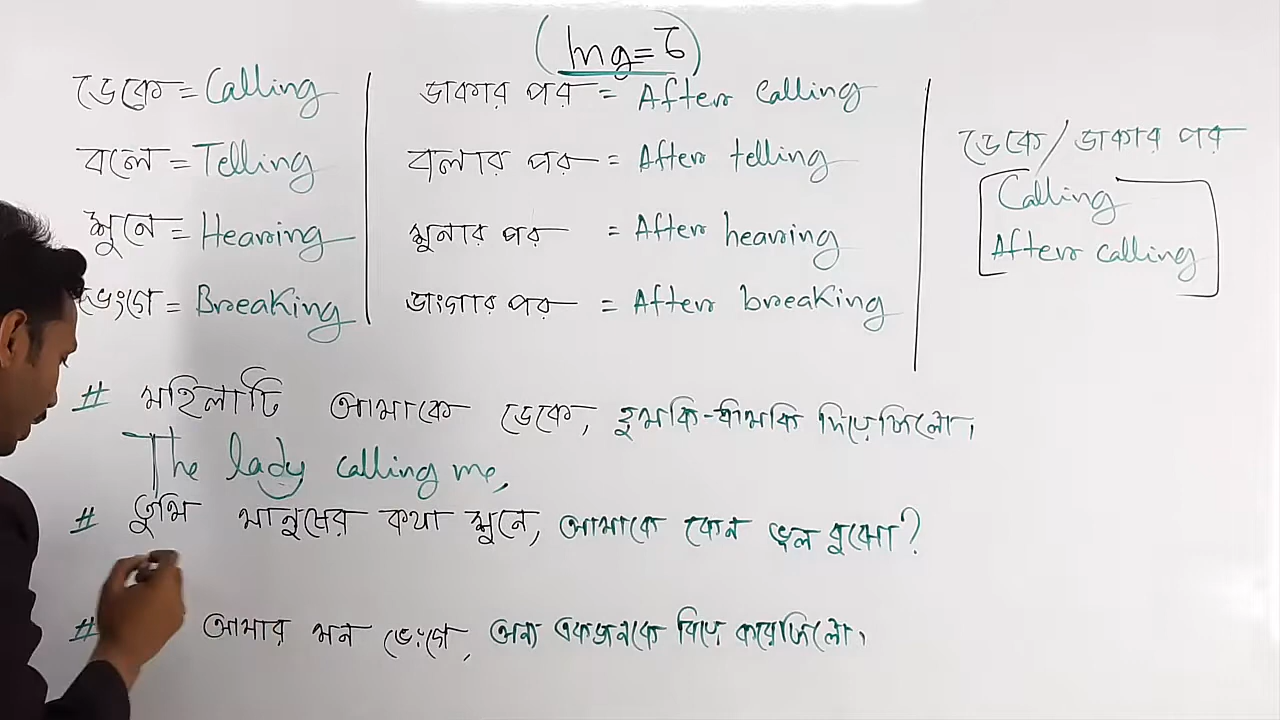 (Ing=ে)
ডেকে = Calling
বলে = Telling
শুনে = Hearing
ভেংগে = Breaking
ডাকার পর = After calling
বলার পর = After telling
শুনার পর = After hearing
ভাংগার পর = After breaking
ডেকে/ডাকার পর
Calling
After calling
# মহিলাটি আমাকে ডেকে, হুমকি-ধামকি দিয়েছিলো।
The lady calling me,
# তুমি মানুষের কথা শুনে, আমাকে কেন ভুল বুঝো?
# আমার মন ভেংগে, অন্য একজনকে বিয়ে করেছিলো।